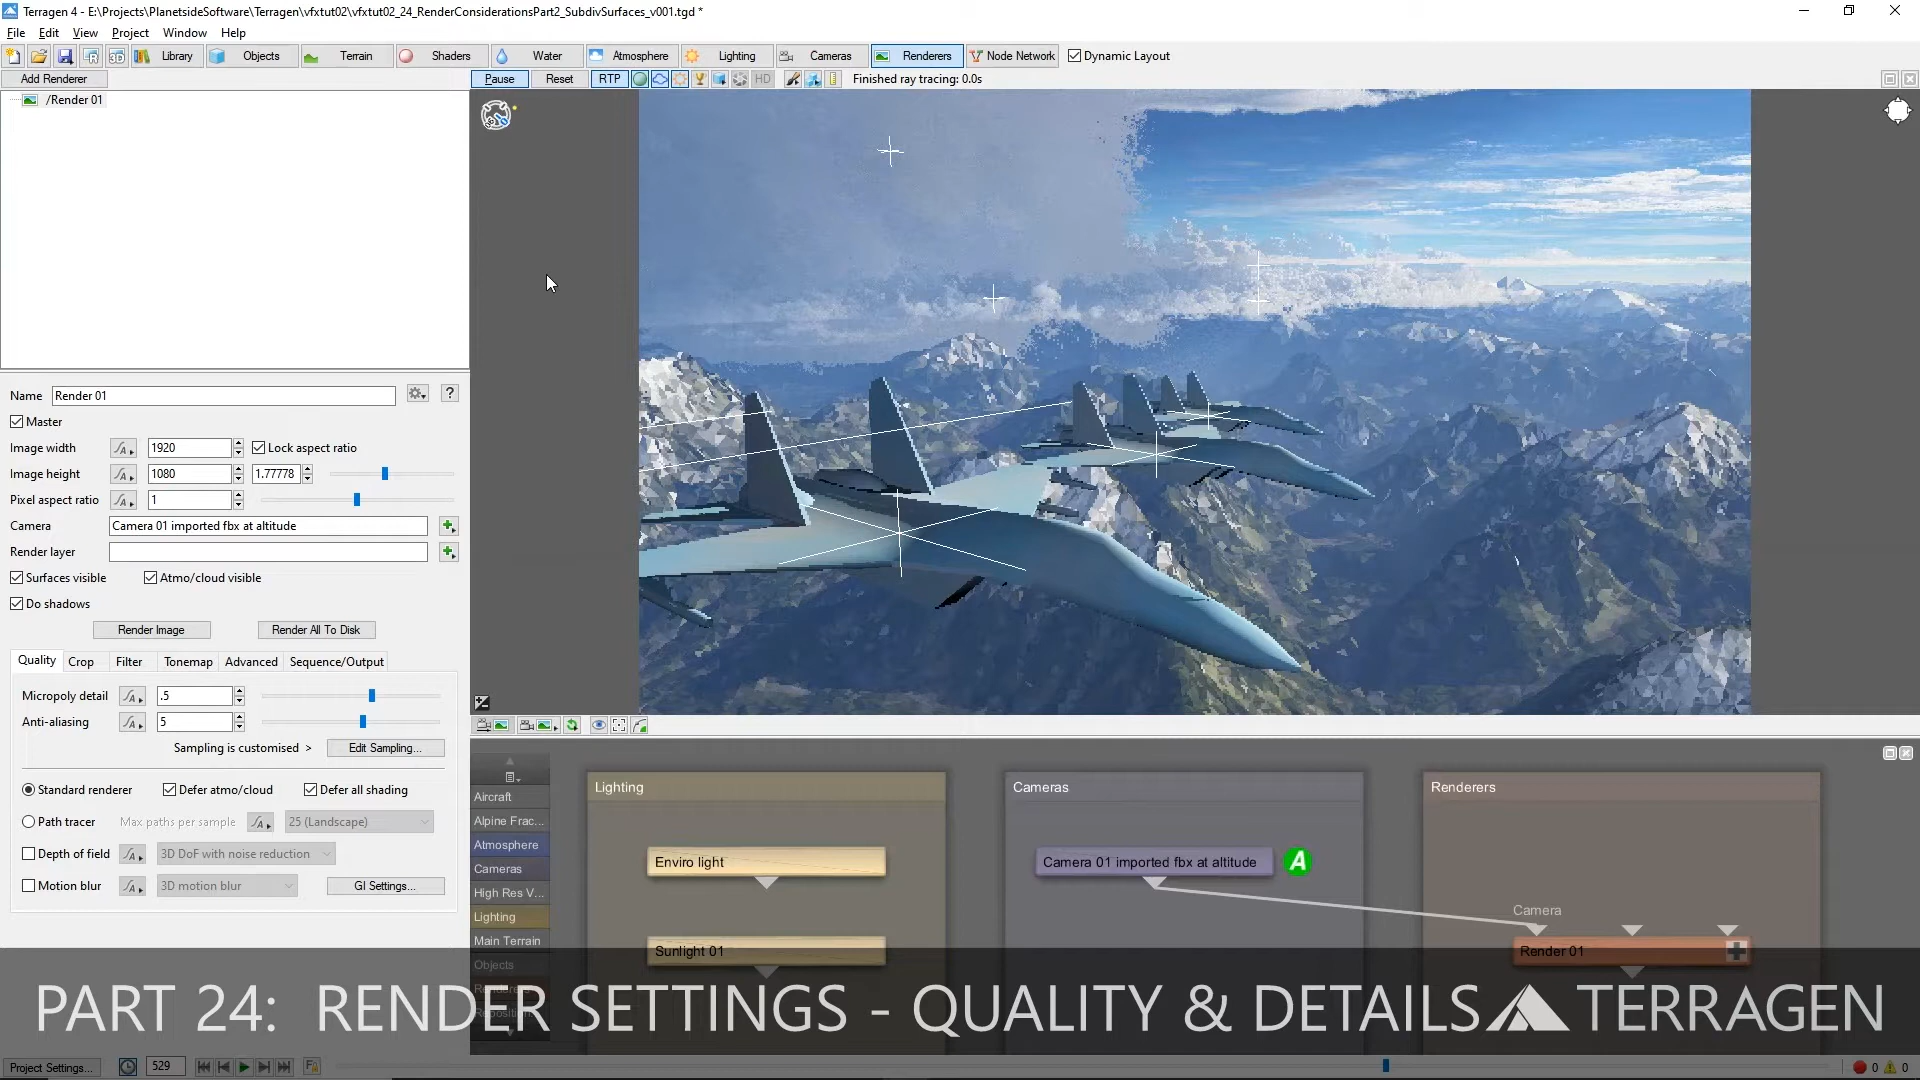 Terragen 4 - E:\Projects\PlanetsideSoftware\Terragen\vfxtut02\vfxtut02_24_RenderConsiderationsPart2_SubdivSurfaces_v001.tgd *
File Edit View Project Window Help
Library Objects Terrain Shaders Water Atmosphere Lighting Cameras Renderers Node Network Dynamic Layout
Add Renderer Pause Reset RTP HD Finished ray tracing: 0.0s
/Render 01
Name Render 01 ?
Master
Image width 1920 Lock aspect ratio
Image height 1080 1.77778
Pixel aspect ratio 1
Camera Camera 01 imported fbx at altitude
Render layer
Surfaces visible Atmo/cloud visible
Do shadows
Render Image Render All To Disk
Quality Crop Filter Tonemap Advanced Sequence/Output
Micropoly detail .5
Anti-aliasing 5
Sampling is customised > Edit Sampling...
Standard renderer Defer atmo/cloud Defer all shading
Path tracer Max paths per sample 25 (Landscape)
Depth of field 3D DoF with noise reduction
Motion blur 3D motion blur GI Settings...
Aircraft
Alpine Frac...
Atmosphere
Cameras
High Res V...
Lighting
Main Terrain
Objects
Lighting
Enviro light
Sunlight 01
Cameras
Camera 01 imported fbx at altitude A
Renderers
Camera
Render 01
PART 24: RENDER SETTINGS - QUALITY & DETAILS TERRAGEN
Project Settings... 529 0 0